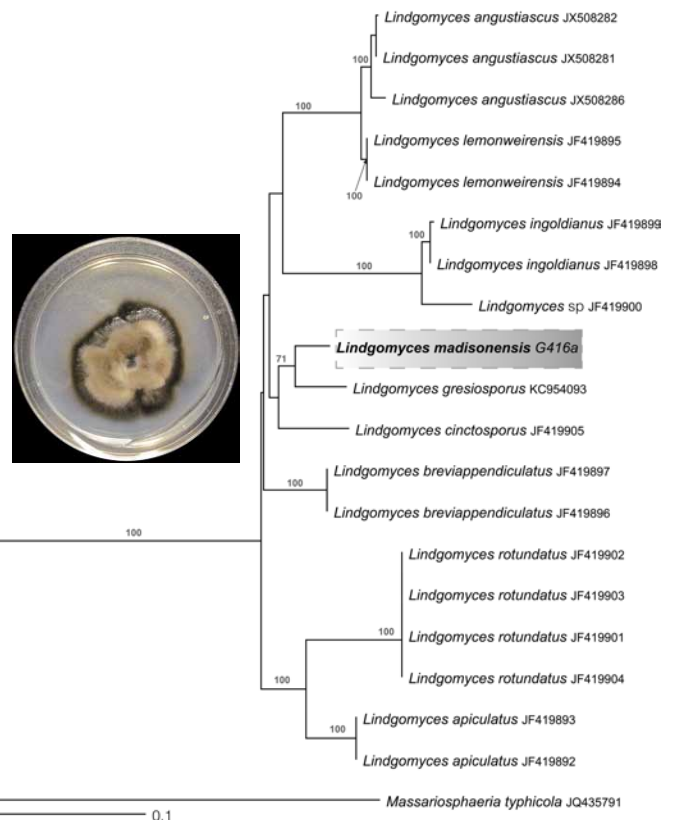 Lindgomyces angustiascus JX508282
Lindgomyces angustiascus JX508281
100
Lindgomyces angustiascus JX508286
100
Lindgomyces lemonweirensis JF419895
Lindgomyces lemonweirensis JF419894
100
Lindgomyces ingoldianus JF419899
100
Lindgomyces ingoldianus JF419898
100
Lindgomyces sp JF419900
Lindgomyces madisonensis G416a
71
Lindgomyces gresiosporus KC954093
Lindgomyces cinctosporus JF419905
Lindgomyces breviappendiculatus JF419897
100
Lindgomyces breviappendiculatus JF419896
100
Lindgomyces rotundatus JF419902
Lindgomyces rotundatus JF419903
100
Lindgomyces rotundatus JF419901
Lindgomyces rotundatus JF419904
100
Lindgomyces apiculatus JF419893
100
Lindgomyces apiculatus JF419892
Massariosphaeria typhicola JQ435791
0.1